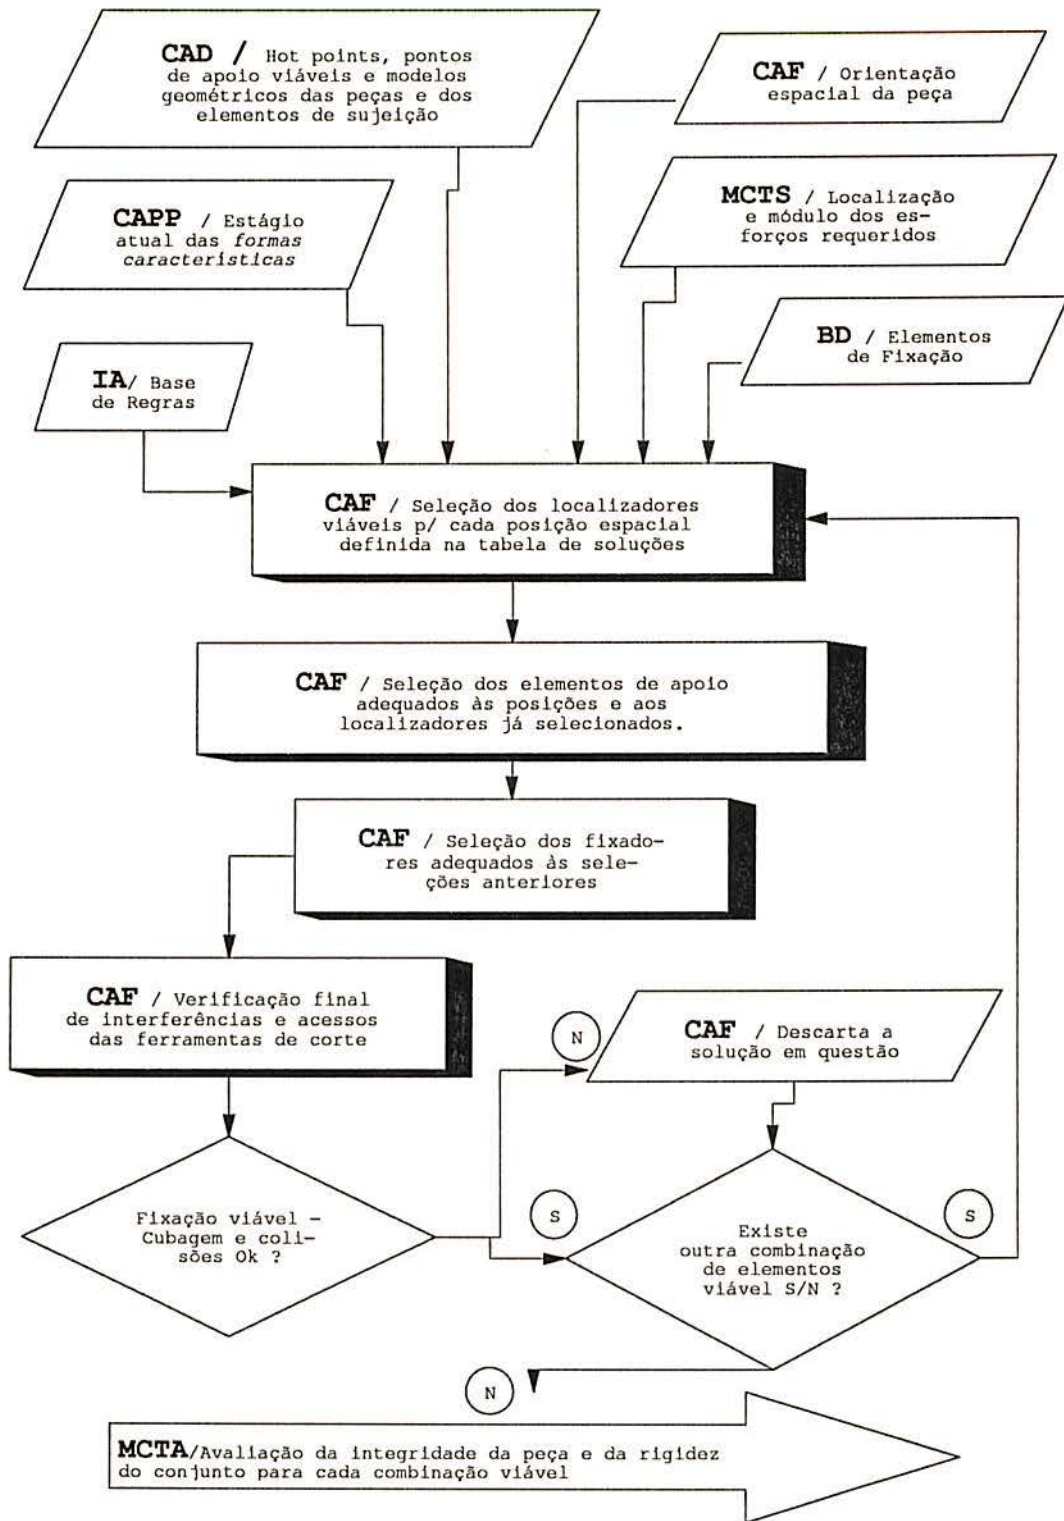 CAD / Hot points, pontos
de apoio viáveis e modelos
geométricos das peças e dos
elementos de sujeição
CAF / Orientação
espacial da peça
CAPP / Estágio
atual das formas
características
MCTS / Localização
e módulo dos es-
forços requeridos
BD / Elementos
de Fixação
IA/ Base
de Regras
CAF / Seleção dos localizadores
viáveis p/ cada posição espacial
definida na tabela de soluções
CAF / Seleção dos elementos de apoio
adequados às posições e aos
localizadores já selecionados.
CAF / Seleção dos fixado-
res adequados às sele-
ções anteriores
CAF / Verificação final
de interferências e acessos
das ferramentas de corte
N
CAF / Descarta a
solução em questão
Fixação viável -
Cubagem e coli-
sões Ok ?
S
Existe
outra combinação
de elementos
viável S/N ?
S
N
MCTA/Avaliação da integridade da peça e da rigidez
do conjunto para cada combinação viável